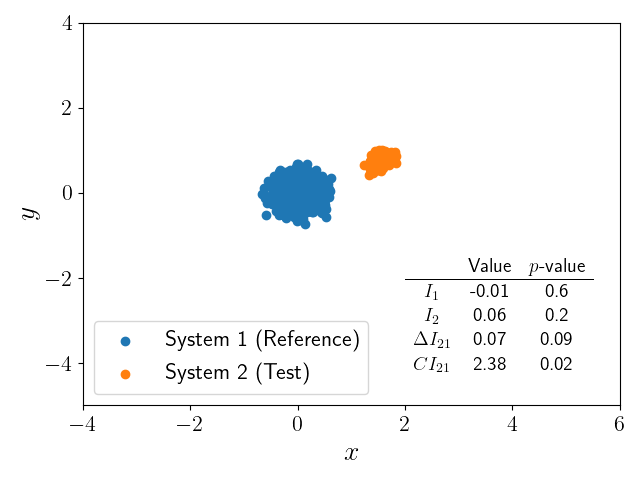 4
2
0
−2
−4
y
−4
−2
0
2
4
6
x
System 1 (Reference)
System 2 (Test)
Value p-value
I₁ -0.01 0.6
I₂ 0.06 0.2
ΔI₂₁ 0.07 0.09
CI₂₁ 2.38 0.02